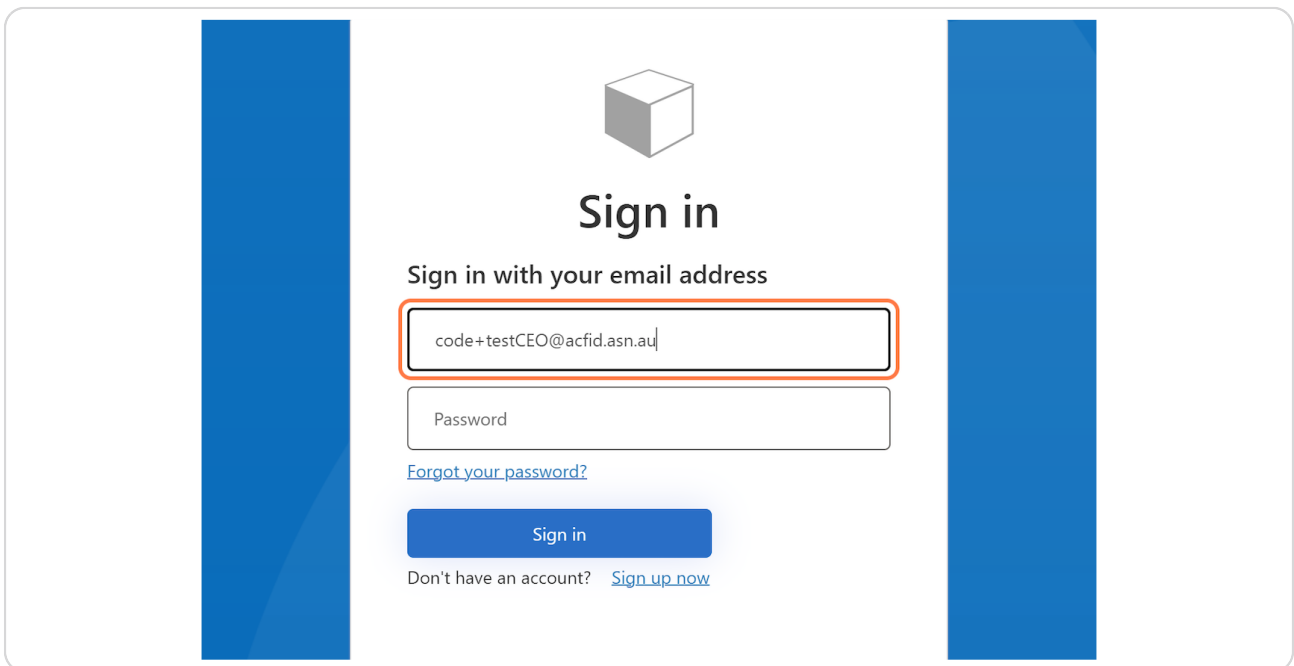 Sign in
Sign in with your email address
code+testCEO@acfid.asn.au
Password
Forgot your password?
Sign in
Don't have an account? Sign up now